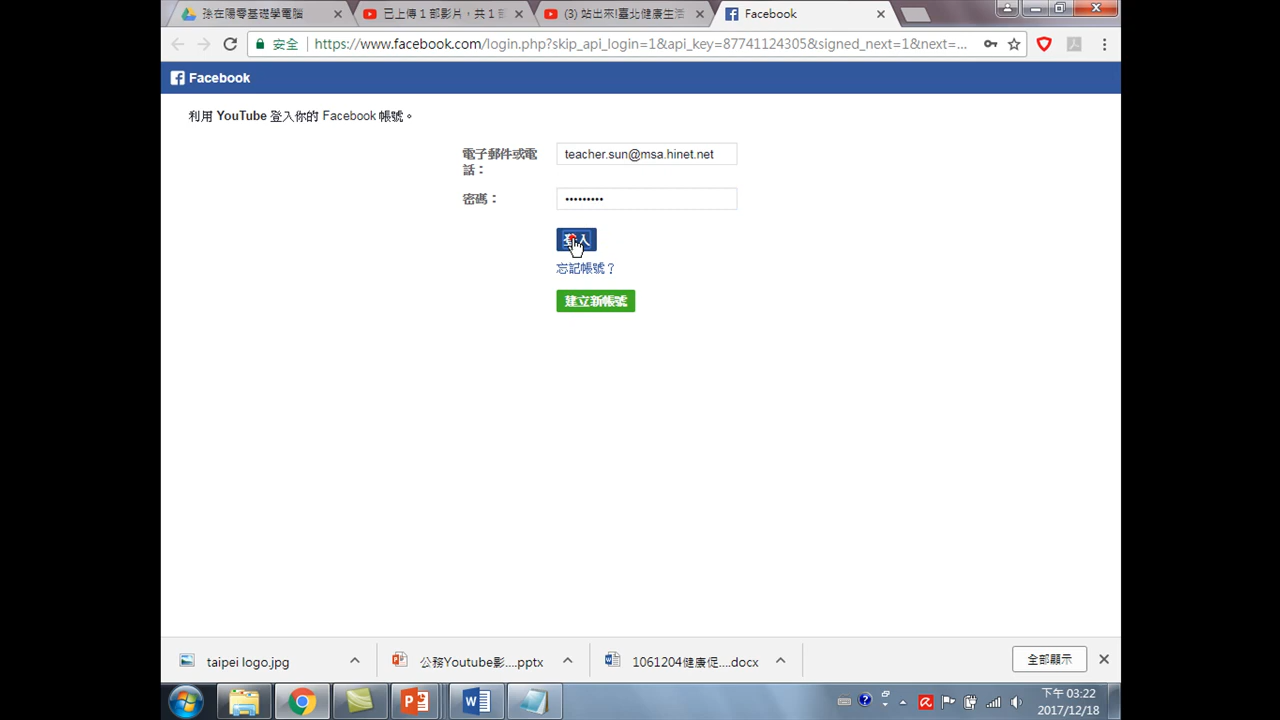 孫在陽零基礎學電腦
已上傳 1 部影片，共 1 部
(3) 站出來!臺北健康生活
Facebook
安全
https://www.facebook.com/login.php?skip_api_login=1&api_key=87741124305&signed_next=1&next=...
Facebook
利用 YouTube 登入你的 Facebook 帳號。
電子郵件或電
話：
teacher.sun@msa.hinet.net
密碼：
•••••••••
登入
忘記帳號？
建立新帳號
taipei logo.jpg
公務Youtube影....pptx
1061204健康促....docx
全部顯示
下午 03:22
2017/12/18